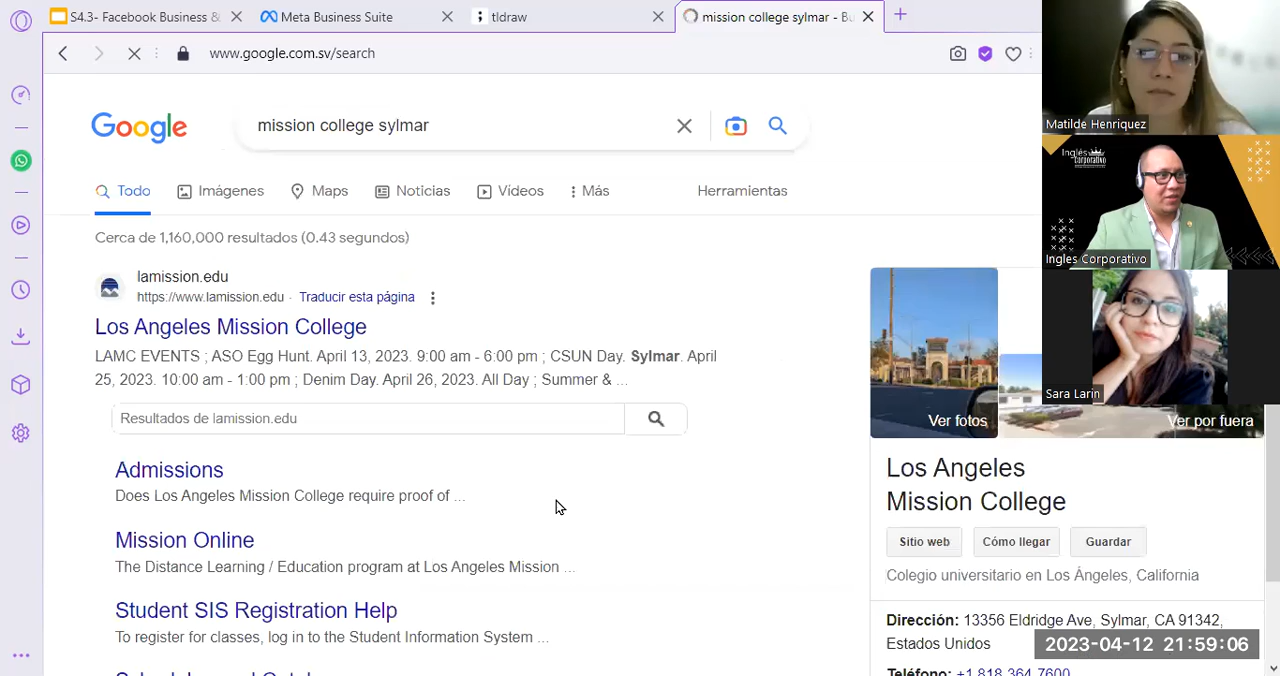 S4.3- Facebook Business &
Meta Business Suite
tldraw
mission college sylmar - Bu
www.google.com.sv/search
Google
mission college sylmar
Todo
Imágenes
Maps
Noticias
Videos
Más
Herramientas
Cerca de 1,160,000 resultados (0.43 segundos)
lamission.edu
https://www.lamission.edu · Traducir esta página
Los Angeles Mission College
LAMC EVENTS ; ASO Egg Hunt. April 13, 2023. 9:00 am - 6:00 pm ; CSUN Day. Sylmar. April
25, 2023. 10:00 am - 1:00 pm ; Denim Day. April 26, 2023. All Day ; Summer & ...
Resultados de lamission.edu
Admissions
Does Los Angeles Mission College require proof of ...
Mission Online
The Distance Learning / Education program at Los Angeles Mission ...
Student SIS Registration Help
To register for classes, log in to the Student Information System ...
Ver fotos
Ver por fuera
Los Angeles
Mission College
Sitio web
Cómo llegar
Guardar
Colegio universitario en Los Ángeles, California
Dirección: 13356 Eldridge Ave, Sylmar, CA 91342,
Estados Unidos
Teléfono: +1 818-364-7600
Matilde Henriquez
Inglés
Corporativo
Ingles Corporativo
Sara Larin
2023-04-12 21:59:06